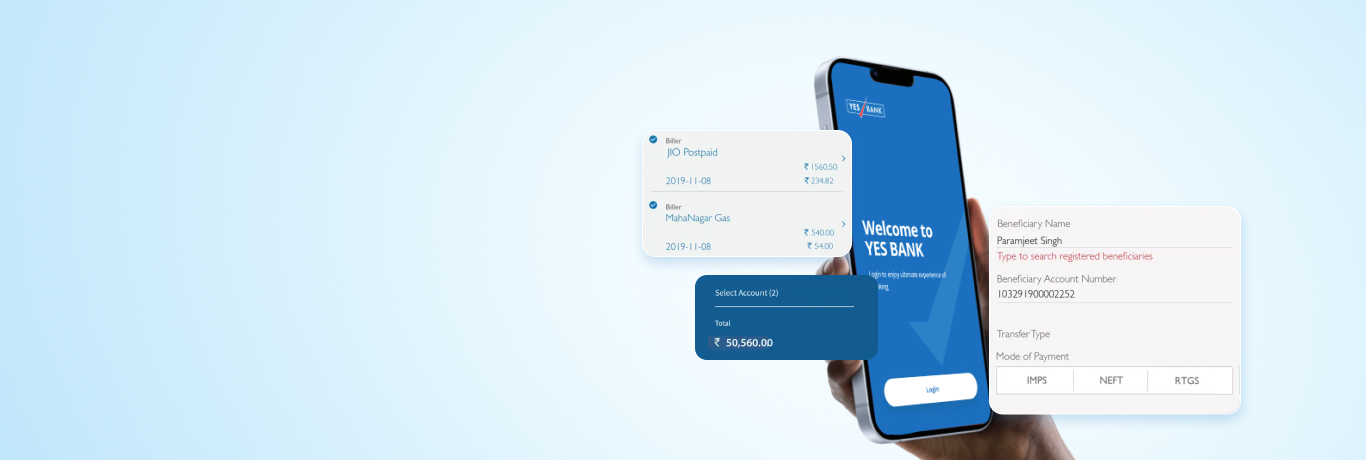 YES BANK
Biller
JIO Postpaid
₹ 1560.50
2019-11-08
₹ 234.82
Biller
MahaNagar Gas
₹ 540.00
2019-11-08
₹ 54.00
Welcome to
YES BANK
Login to enjoy ultimate experience of
king
Select Account (2)
Total
₹ 50,560.00
Login
Beneficiary Name
Paramjeet Singh
Type to search registered beneficiaries
Beneficiary Account Number
103291900002252
Transfer Type
Mode of Payment
IMPS NEFT RTGS